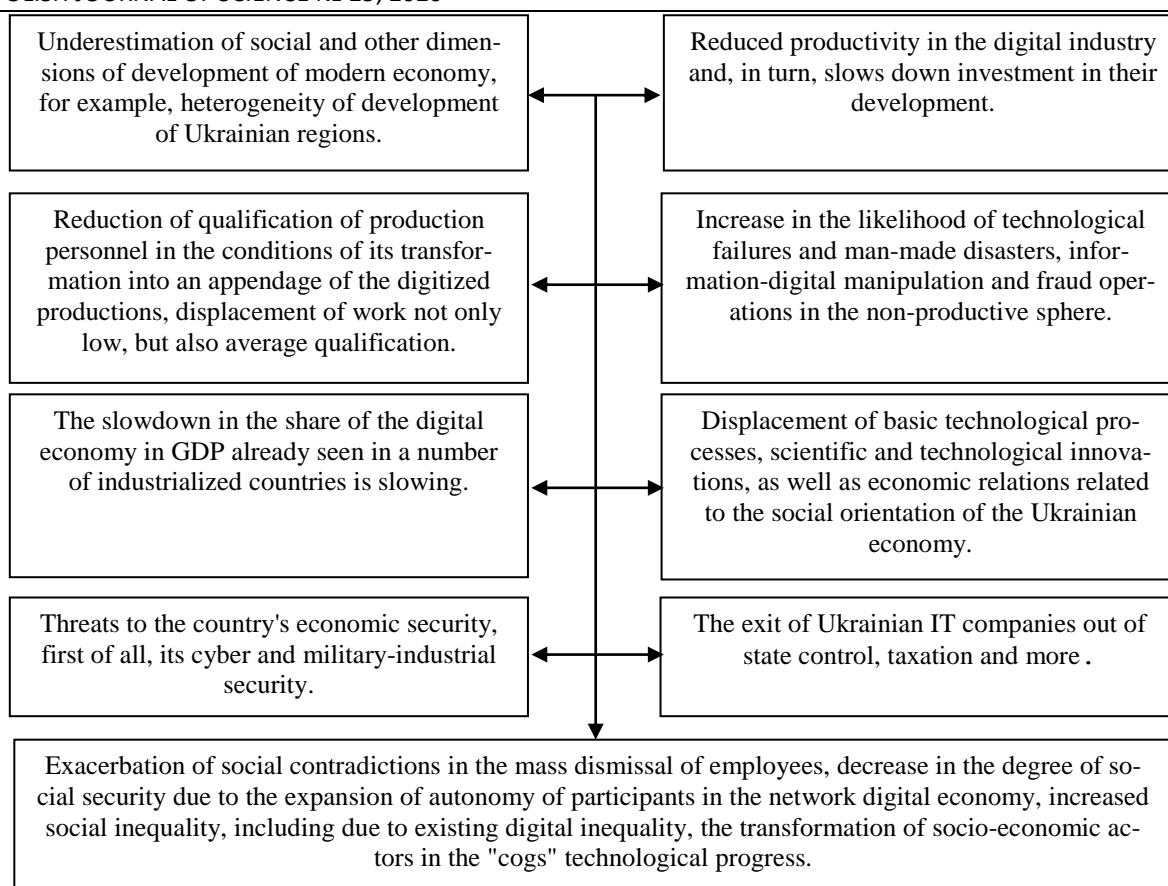 Underestimation of social and other dimen-
sions of development of modern economy,
for example, heterogeneity of development
of Ukrainian regions.
Reduced productivity in the digital industry
and, in turn, slows down investment in their
development.
Reduction of qualification of production
personnel in the conditions of its transfor-
mation into an appendage of the digitized
productions, displacement of work not only
low, but also average qualification.
Increase in the likelihood of technological
failures and man-made disasters, infor-
mation-digital manipulation and fraud oper-
ations in the non-productive sphere.
The slowdown in the share of the digital
economy in GDP already seen in a number
of industrialized countries is slowing.
Displacement of basic technological pro-
cesses, scientific and technological innova-
tions, as well as economic relations related
to the social orientation of the Ukrainian
economy.
Threats to the country's economic security,
first of all, its cyber and military-industrial
security.
The exit of Ukrainian IT companies out of
state control, taxation and more.
Exacerbation of social contradictions in the mass dismissal of employees, decrease in the degree of so-
cial security due to the expansion of autonomy of participants in the network digital economy, increased
social inequality, including due to existing digital inequality, the transformation of socio-economic ac-
tors in the "cogs" technological progress.